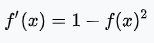 f′(x) = 1 − f(x)²